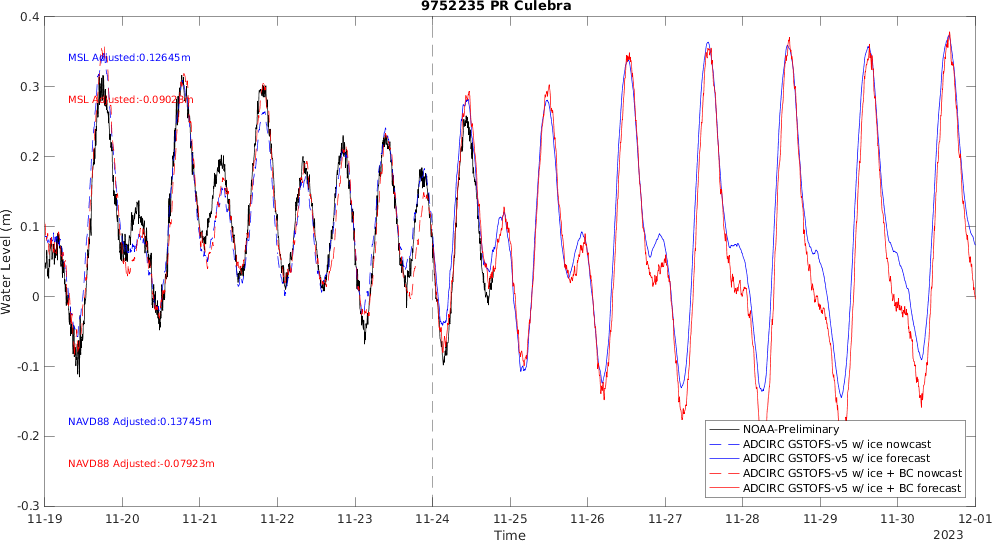 9752235 PR Culebra
0.4
0.3
0.2
0.1
0
-0.1
-0.2
-0.3
Water Level (m)
MSL Adjusted:0.12645m
MSL Adjusted:
NAVD88 Adjusted:0.13745m
NAVD88 Adjusted:-0.07923m
NOAA-Preliminary
ADCIRC GSTOFS-v5 w/ ice nowcast
ADCIRC GSTOFS-v5 w/ ice forecast
ADCIRC GSTOFS-v5 w/ ice + BC nowcast
ADCIRC GSTOFS-v5 w/ ice + BC forecast
11-19 11-20 11-21 11-22 11-23 11-24 11-25 11-26 11-27 11-28 11-29 11-30 12-01
Time
2023